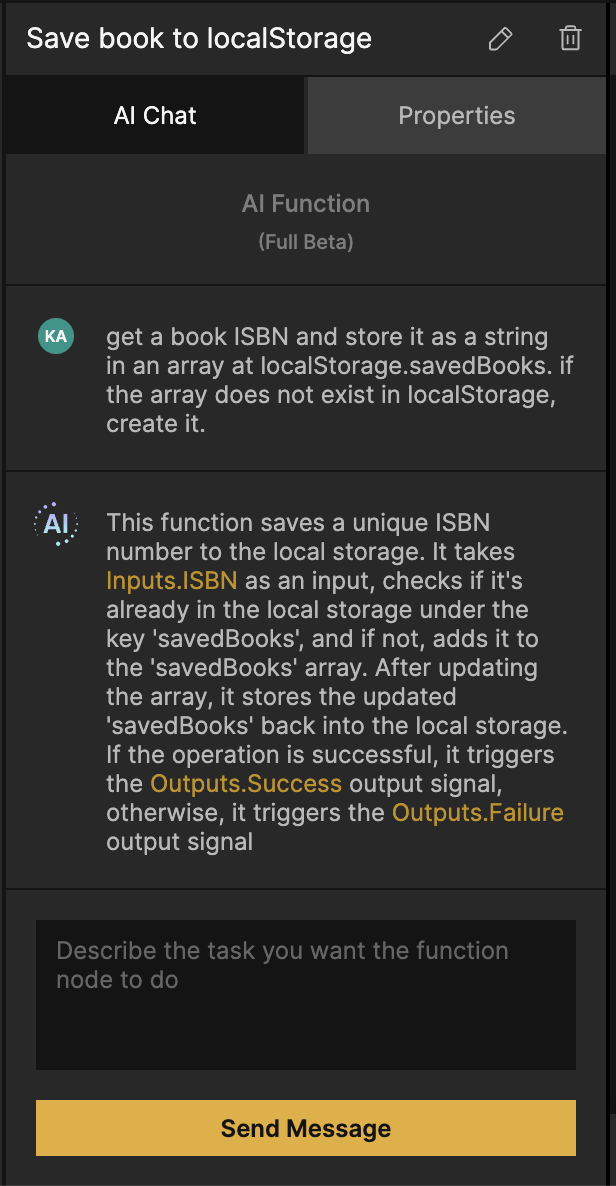 Save book to localStorage
AI Chat
Properties
AI Function
(Full Beta)
KA
get a book ISBN and store it as a string
in an array at localStorage.savedBooks. if
the array does not exist in localStorage,
create it.
AI
This function saves a unique ISBN
number to the local storage. It takes
Inputs.ISBN as an input, checks if it's
already in the local storage under the
key 'savedBooks', and if not, adds it to
the 'savedBooks' array. After updating
the array, it stores the updated
'savedBooks' back into the local storage.
If the operation is successful, it triggers
the Outputs.Success output signal,
otherwise, it triggers the Outputs.Failure
output signal
Describe the task you want the function
node to do
Send Message